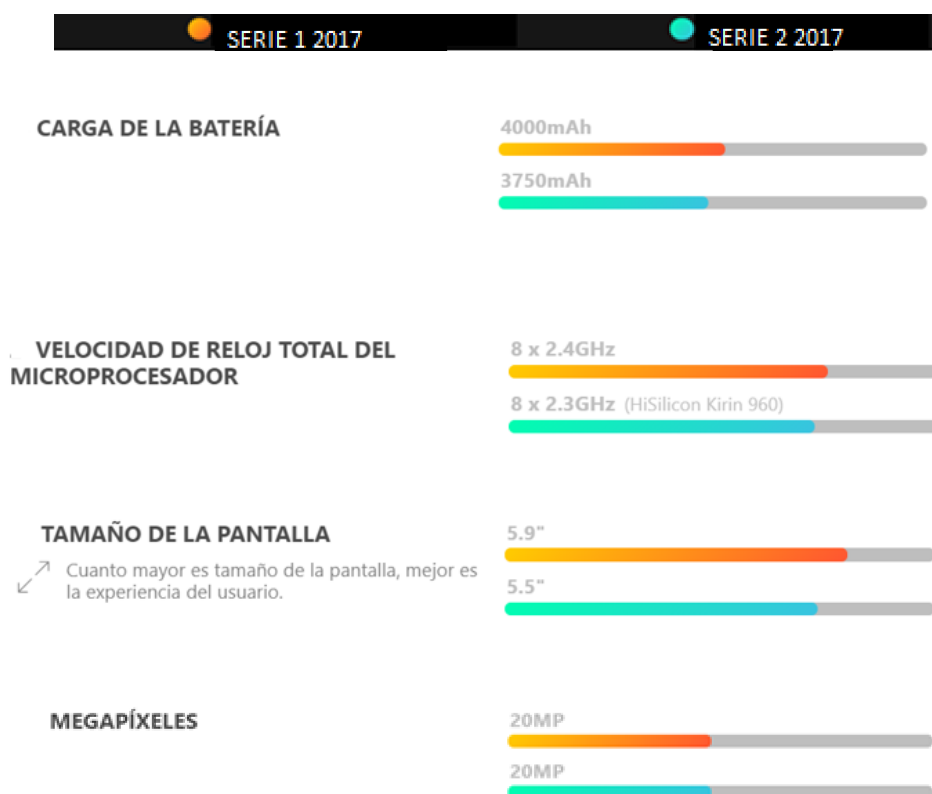 SERIE 1 2017
SERIE 2 2017
CARGA DE LA BATERÍA
4000mAh
3750mAh
VELOCIDAD DE RELOJ TOTAL DEL
MICROPROCESADOR
8 x 2.4GHz
8 x 2.3GHz (HiSilicon Kirin 960)
TAMAÑO DE LA PANTALLA
Cuanto mayor es tamaño de la pantalla, mejor es
la experiencia del usuario.
5.9"
5.5"
MEGAPÍXELES
20MP
20MP